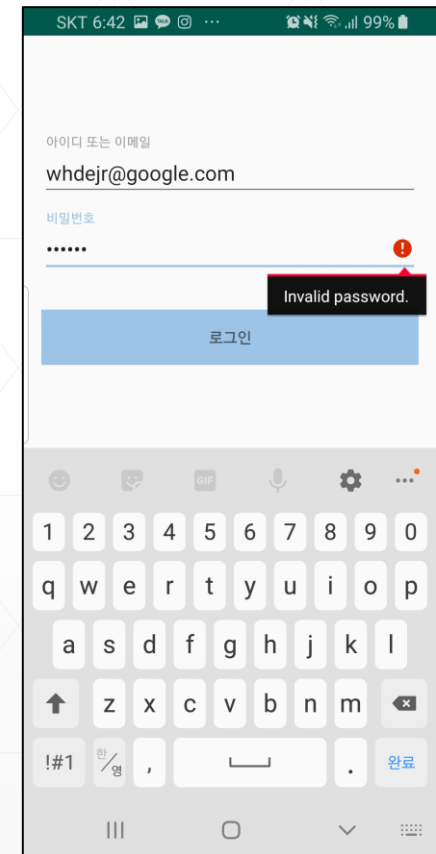 SKT 6:42 ··· 99%
아이디 또는 이메일
whdejr@google.com
비밀번호
••••••
Invalid password.
로그인
GIF
1 2 3 4 5 6 7 8 9 0
q w e r t y u i o p
a s d f g h j k l
z x c v b n m
!#1 한/영 , . 완료